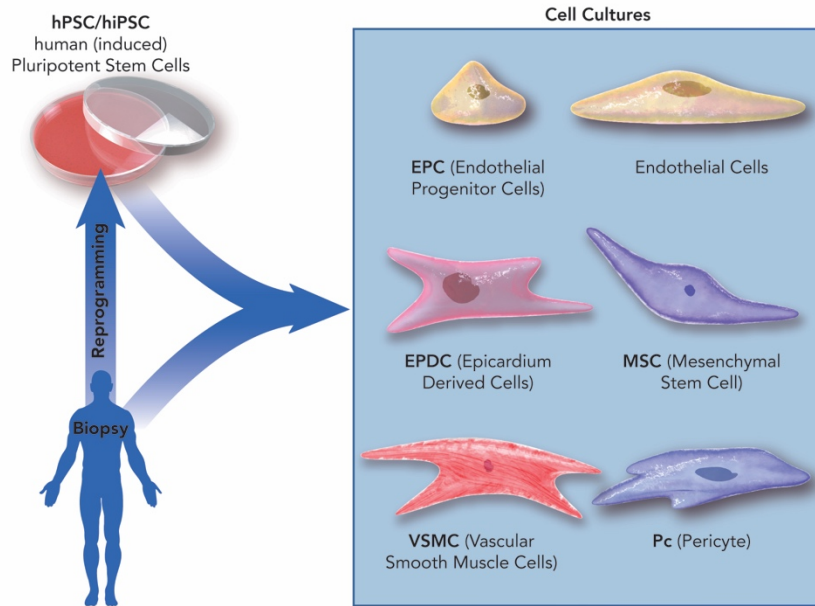 hPSC/hiPSC
human (induced)
Pluripotent Stem Cells
Reprogramming
Biopsy
Cell Cultures
EPC (Endothelial
Progenitor Cells)
Endothelial Cells
EPDC (Epicardium
Derived Cells)
MSC (Mesenchymal
Stem Cell)
VSMC (Vascular
Smooth Muscle Cells)
Pc (Pericyte)